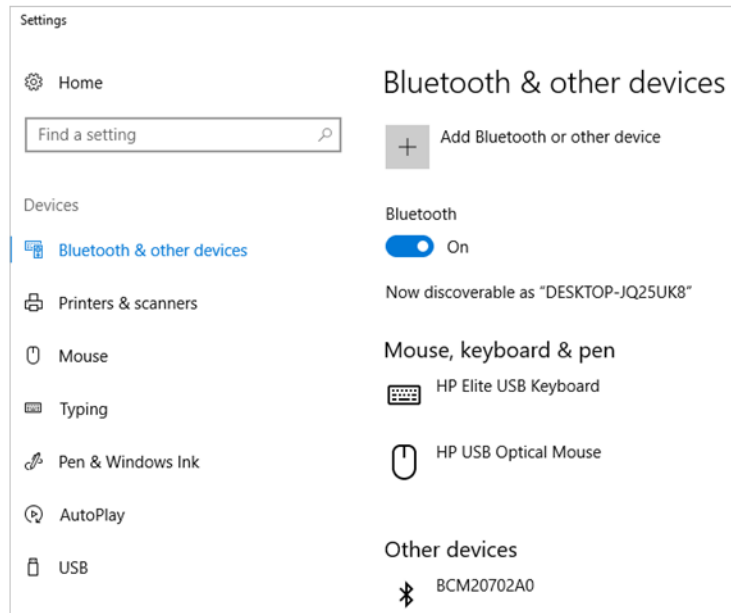 Settings
Home
Find a setting
Devices
Bluetooth & other devices
Printers & scanners
Mouse
Typing
Pen & Windows Ink
AutoPlay
USB
Bluetooth & other devices
Add Bluetooth or other device
Bluetooth
On
Now discoverable as “DESKTOP-JQ25UK8”
Mouse, keyboard & pen
HP Elite USB Keyboard
HP USB Optical Mouse
Other devices
BCM20702A0